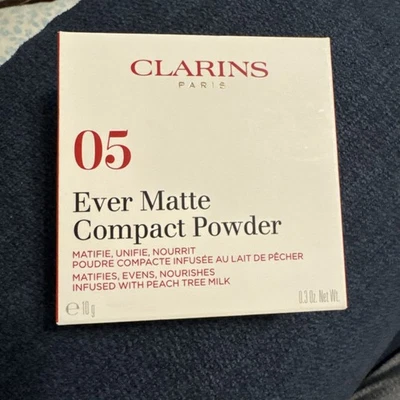 CLARINS
PARIS
05
Ever Matte
Compact Powder
MATIFIE, UNIFIE, NOURRIT
POUDRE COMPACTE INFUSÉE AU LAIT DE PÊCHER
MATIFIES, EVENS, NOURISHES
INFUSED WITH PEACH TREE MILK
℮ 10 g
0.3 Oz. Net Wt.